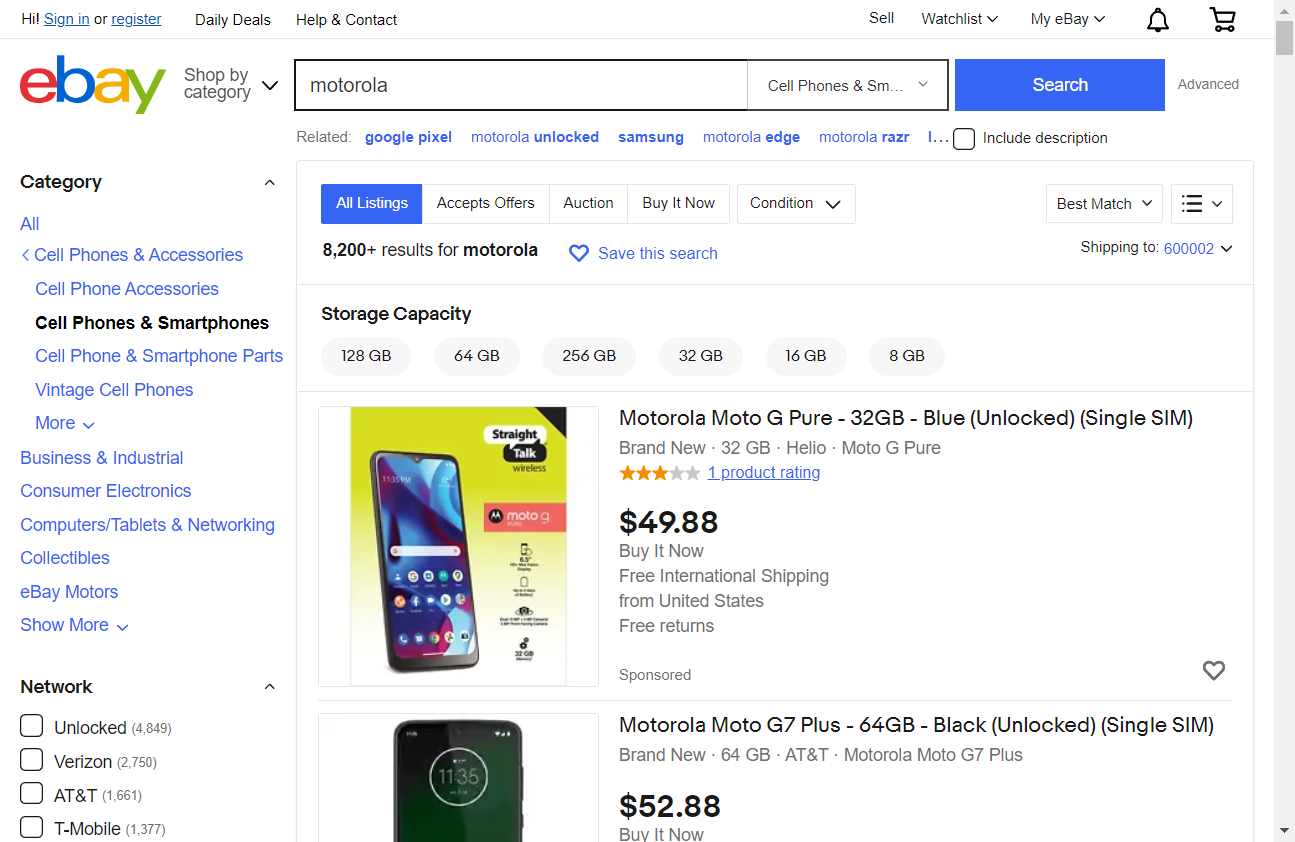 Hi! Sign in or register
Daily Deals
Help & Contact
Sell
Watchlist
My eBay
ebay
Shop by
category
motorola
Cell Phones & Sm...
Search
Advanced
Related: google pixel motorola unlocked samsung motorola edge motorola razr l...
Include description
Category
All
Cell Phones & Accessories
Cell Phone Accessories
Cell Phones & Smartphones
Cell Phone & Smartphone Parts
Vintage Cell Phones
More
Business & Industrial
Consumer Electronics
Computers/Tablets & Networking
Collectibles
eBay Motors
Show More
Network
Unlocked (4,849)
Verizon (2,750)
AT&T (1,661)
T-Mobile (1,377)
All Listings
Accepts Offers
Auction
Buy It Now
Condition
Best Match
8,200+ results for motorola
Save this search
Shipping to: 600002
Storage Capacity
128 GB
64 GB
256 GB
32 GB
16 GB
8 GB
Straight
Talk
wireless
11:35 PM
moto g
6.5"
32 GB
Motorola Moto G Pure - 32GB - Blue (Unlocked) (Single SIM)
Brand New · 32 GB · Helio · Moto G Pure
1 product rating
$49.88
Buy It Now
Free International Shipping
from United States
Free returns
Sponsored
11:35
Motorola Moto G7 Plus - 64GB - Black (Unlocked) (Single SIM)
Brand New · 64 GB · AT&T · Motorola Moto G7 Plus
$52.88
Buy It Now